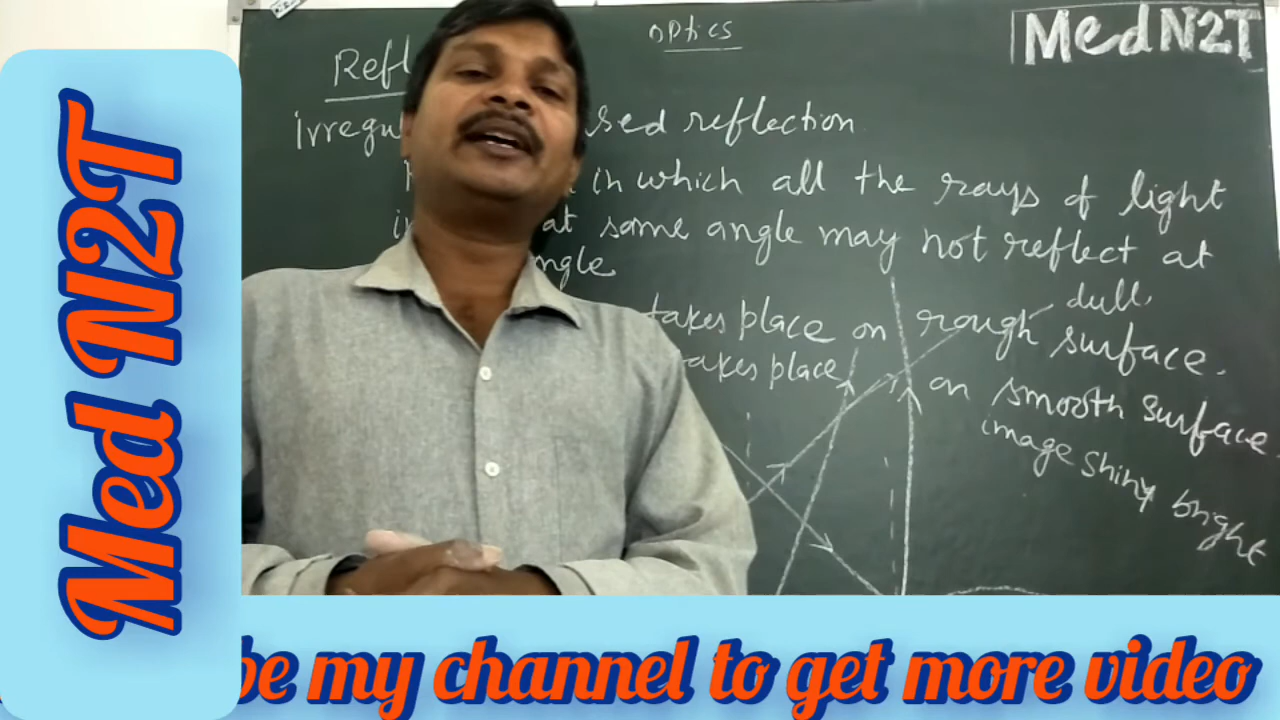 OPtics
MedN2T
Refl
irregu sed reflection
in which all the rays of light
at same angle may not reflect at
ngle
takes place on rough surface.
dull.
takes place on smooth surface.
image shiny bright
Med N2T
be my channel to get more video